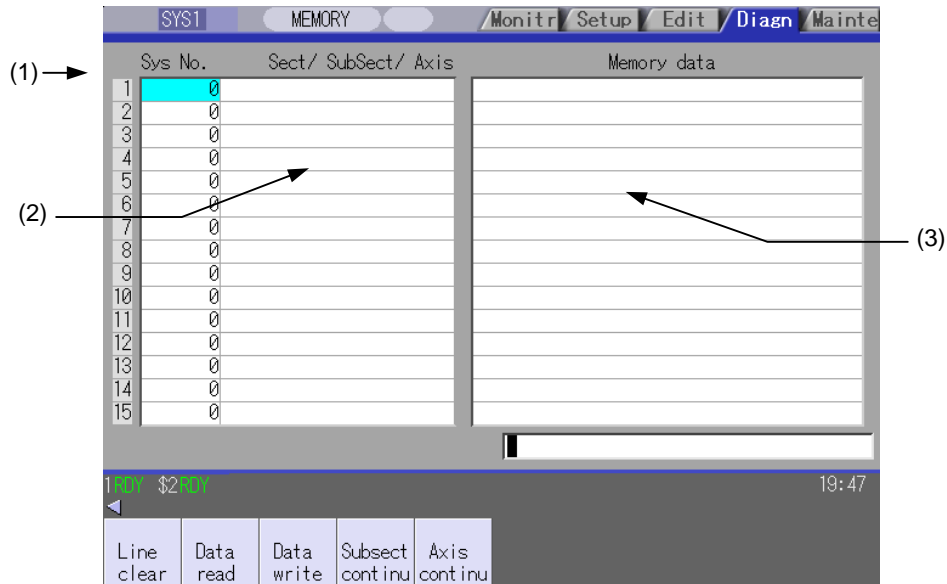 SYS1 MEMORY Monitr Setup Edit Diagn Mainte
(1)
Sys No. Sect/ SubSect/ Axis Memory data
1 0
2 0
3 0
4 0
5 0
6 0
(2)
7 0
(3)
8 0
9 0
10 0
11 0
12 0
13 0
14 0
15 0
1RDY $2RDY 19:47
Line clear
Data read
Data write
Subsect continu
Axis continu